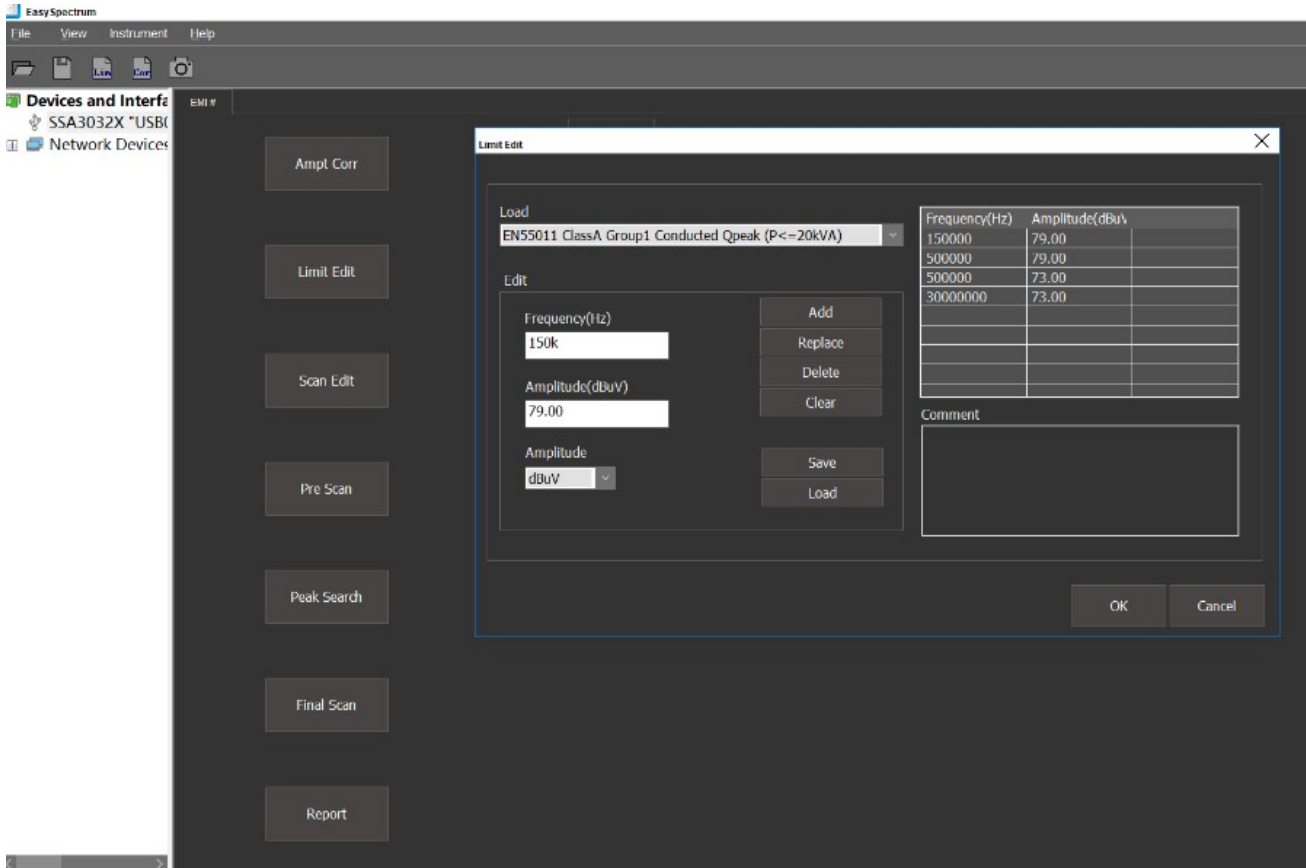 EasySpectrum
File View Instrument Help
Lim Cor
Devices and Interfa
SSA3032X "USB(
Network Devices
EMI #
Ampt Corr
Limit Edit
Scan Edit
Pre Scan
Peak Search
Final Scan
Report
Limit Edit
Load
EN55011 ClassA Group1 Conducted Qpeak (P<=20kVA)
Edit
Frequency(Hz)
150k
Amplitude(dBuV)
79.00
Amplitude
dBuV
Add
Replace
Delete
Clear
Save
Load
Frequency(Hz) Amplitude(dBuV
150000 79.00
500000 79.00
500000 73.00
30000000 73.00
Comment
OK Cancel